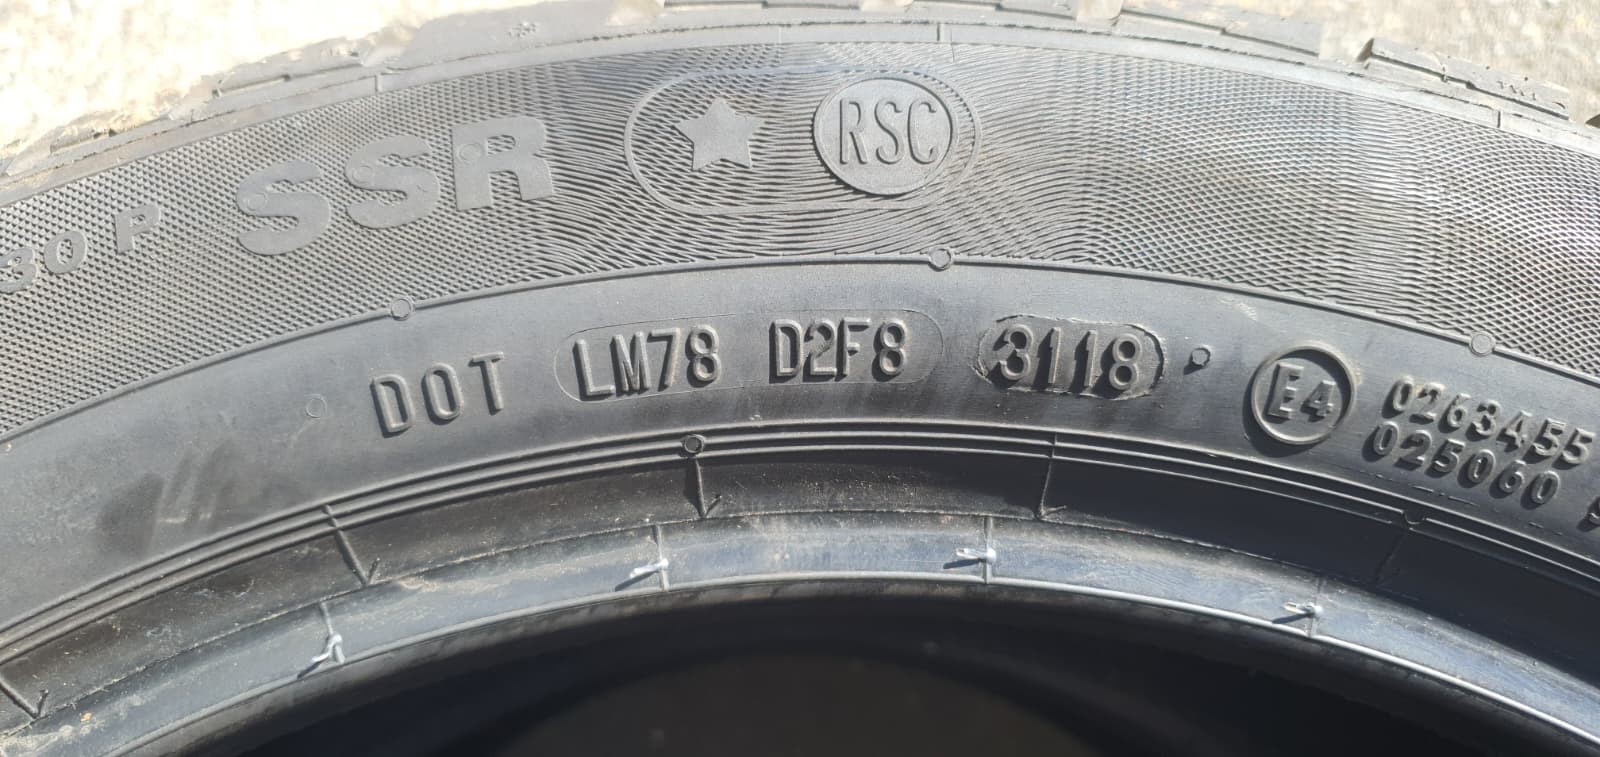 30 P SSR RSC
DOT LM78 D2F8 3118 E4 0263455
025060